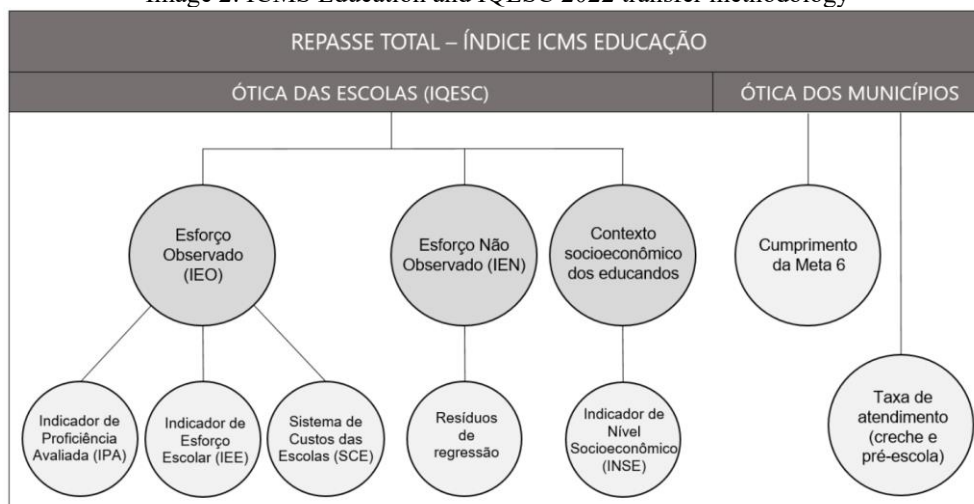 Image 2: ICMS Education and IQESC 2022 transfer methodology
REPASSE TOTAL – ÍNDICE ICMS EDUCAÇÃO
ÓTICA DAS ESCOLAS (IQESC)
ÓTICA DOS MUNICÍPIOS
Esforço
Observado
(IEO)
Esforço Não
Observado (IEN)
Contexto
socioeconômico
dos educandos
Cumprimento
da Meta 6
Indicador de
Proficiência
Avaliada (IPA)
Indicador de
Esforço
Escolar (IEE)
Sistema de
Custos das
Escolas (SCE)
Resíduos
de
regressão
Indicador de
Nível
Socioeconômico
(INSE)
Taxa de
atendimento
(creche e
pré-escola)